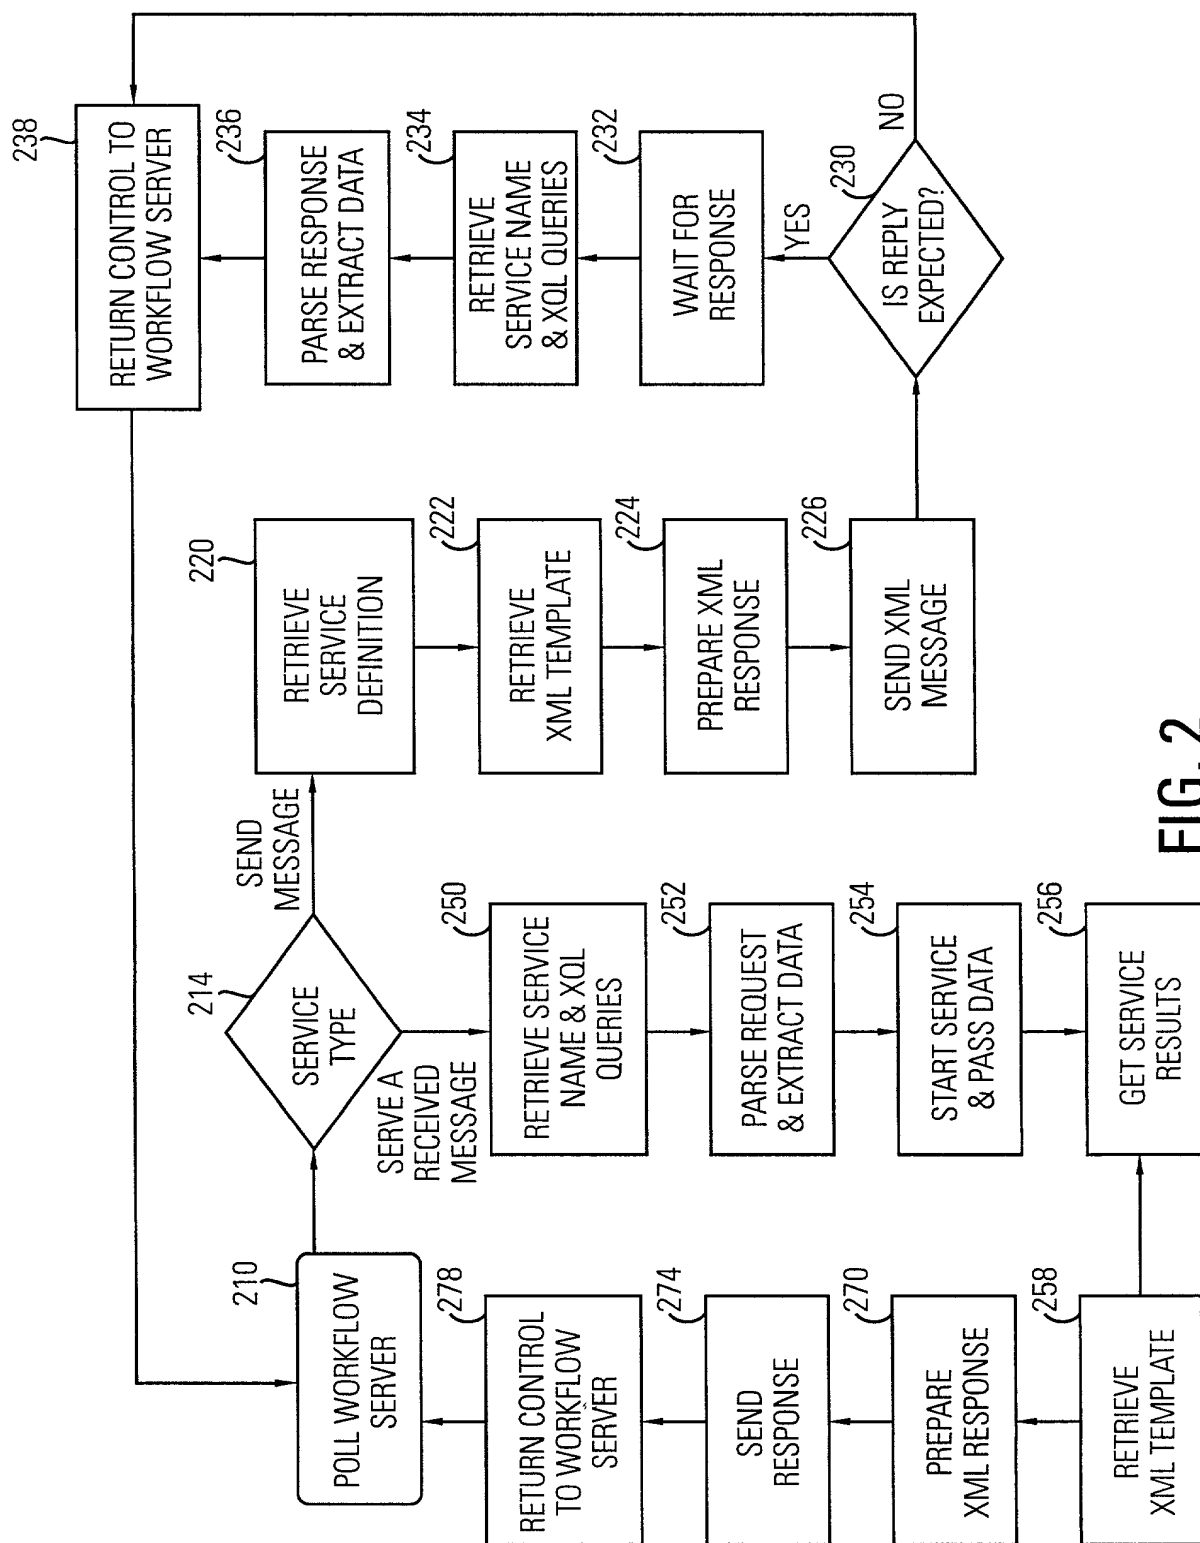 210
POLL WORKFLOW
SERVER
214
SERVICE
TYPE
SEND
MESSAGE
SERVE A
RECEIVED
MESSAGE
220
RETRIEVE
SERVICE
DEFINITION
222
RETRIEVE
XML TEMPLATE
224
PREPARE XML
RESPONSE
226
SEND XML
MESSAGE
230
IS REPLY
EXPECTED?
YES
NO
232
WAIT FOR
RESPONSE
234
RETRIEVE
SERVICE NAME
& XQL QUERIES
236
PARSE RESPONSE
& EXTRACT DATA
238
RETURN CONTROL TO
WORKFLOW SERVER
250
RETRIEVE SERVICE
NAME & XQL
QUERIES
252
PARSE REQUEST
& EXTRACT DATA
254
START SERVICE
& PASS DATA
256
GET SERVICE
RESULTS
258
RETRIEVE
XML TEMPLATE
270
PREPARE
XML RESPONSE
274
SEND
RESPONSE
278
RETURN CONTROL
TO WORKFLOW
SERVER
FIG. 2